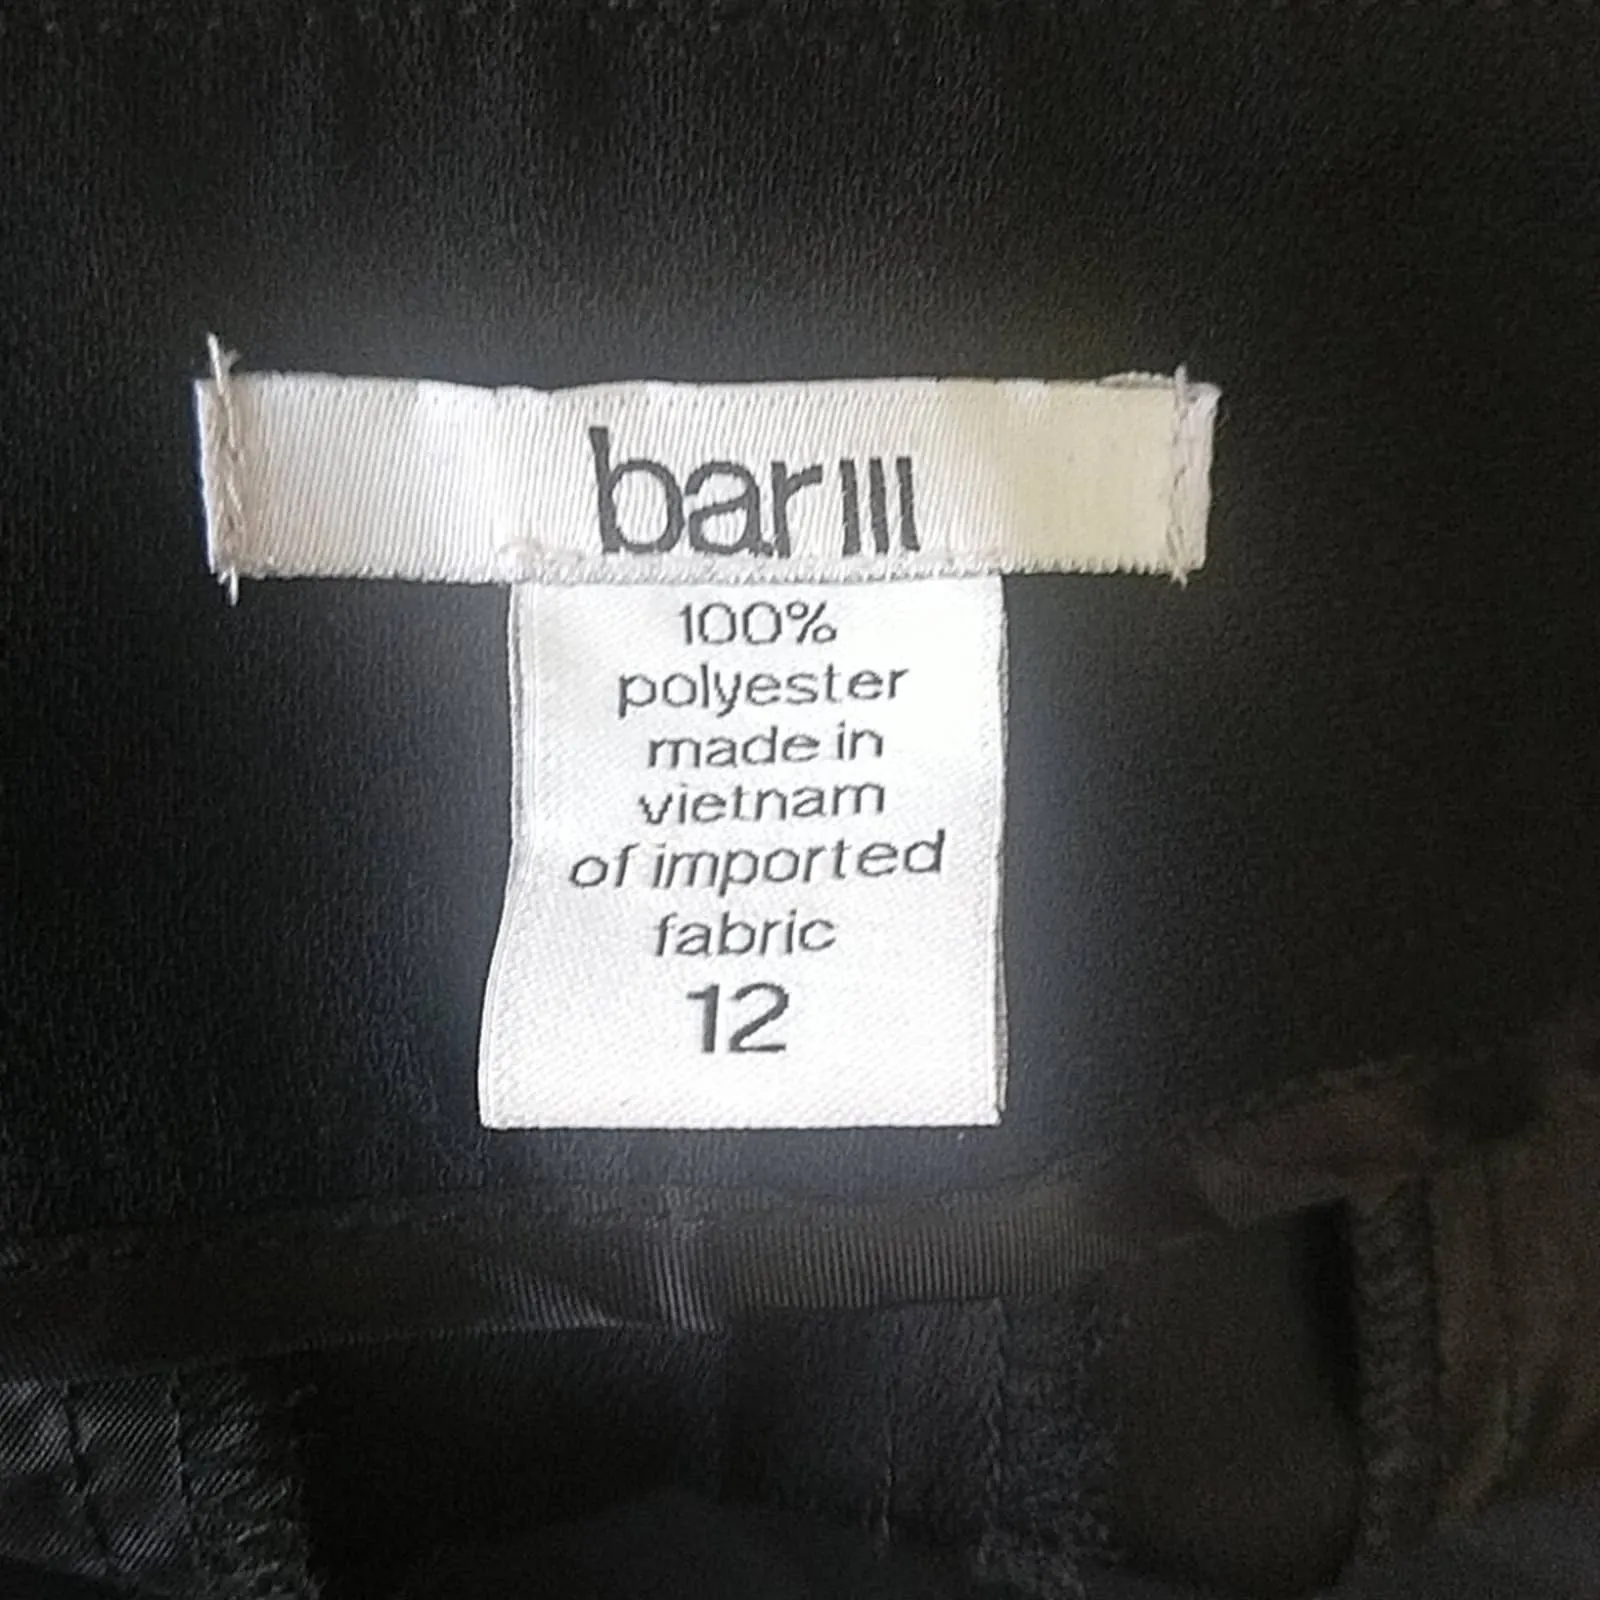 bar III
100%
polyester
made in
vietnam
of imported
fabric
12